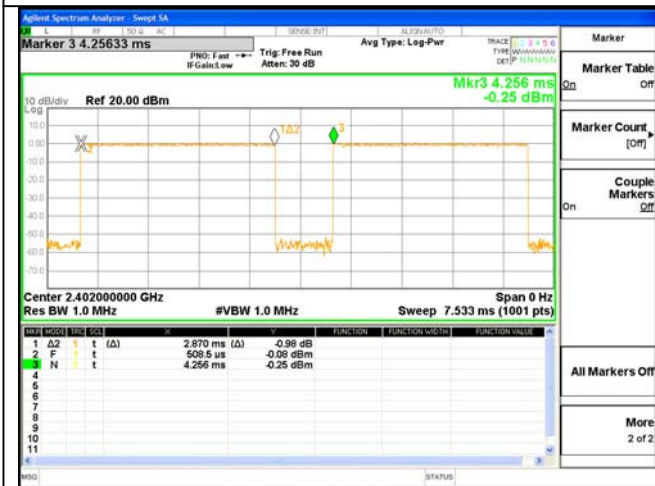 Agilent Spectrum Analyzer - Swept SA
L RF 50 Ω AC SENSE:INT ALIGNAUTO
Marker 3 4.25633 ms
PNO: Fast
IFGain:Low
Trig: Free Run
Atten: 30 dB
Avg Type: Log-Pwr
TRACE 1 2 3 4 5 6
TYPE
DET P N N N N N
Mkr3 4.256 ms
-0.25 dBm
10 dB/div Ref 20.00 dBm
Log
10.0
0.00
-10.0
-20.0
-30.0
-40.0
-50.0
-60.0
-70.0
1Δ2
3
Center 2.402000000 GHz
Span 0 Hz
Res BW 1.0 MHz
#VBW 1.0 MHz
Sweep 7.533 ms (1001 pts)
MKR MODE TRC SCL X Y FUNCTION FUNCTION WIDTH FUNCTION VALUE
1 Δ2 1 t (Δ) 2.870 ms (Δ) -0.98 dB
2 F 1 t 508.5 µs -0.08 dBm
3 N 1 t 4.256 ms -0.25 dBm
4
5
6
7
8
9
10
11
MSG
STATUS
Marker
Marker Table
On Off
Marker Count
[Off]
Couple
Markers
On Off
All Markers Off
More
2 of 2